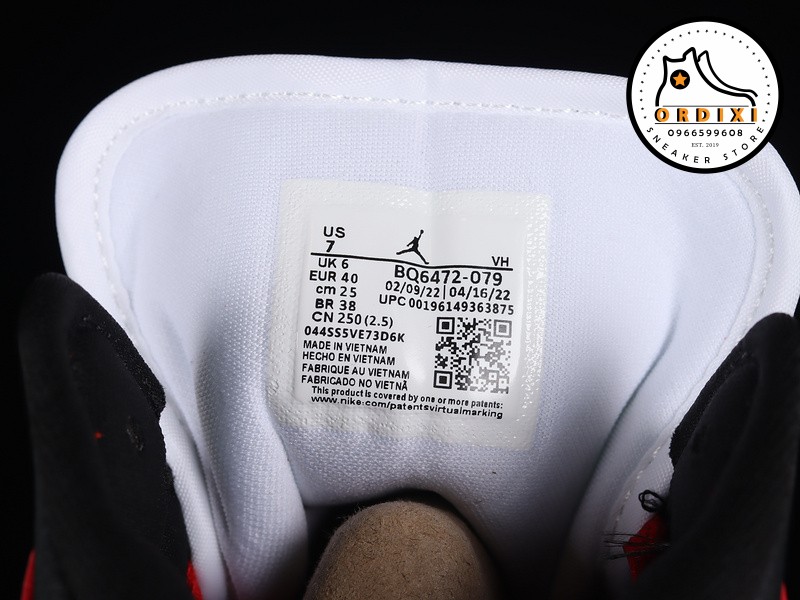 ORDIXI
0966599608
EST. 2019
SNEAKER STORE
US
7
VH
UK 6
BQ6472-079
EUR 40
02/09/22 | 04/16/22
cm 25
UPC 00196149363875
BR 38
CN 250 (2.5)
044SS5VE73D6K
MADE IN VIETNAM
HECHO EN VIETNAM
FABRIQUE AU VIETNAM
FABRICADO NO VIETNÃ
This product is covered by one or more patents:
www.nike.com/patentsvirtualmarking